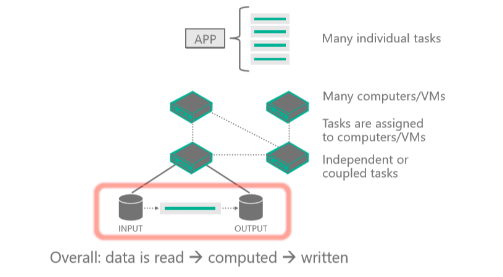 APP
Many individual tasks
Many computers/VMs
Tasks are assigned
to computers/VMs
Independent or
coupled tasks
INPUT
OUTPUT
Overall: data is read → computed → written